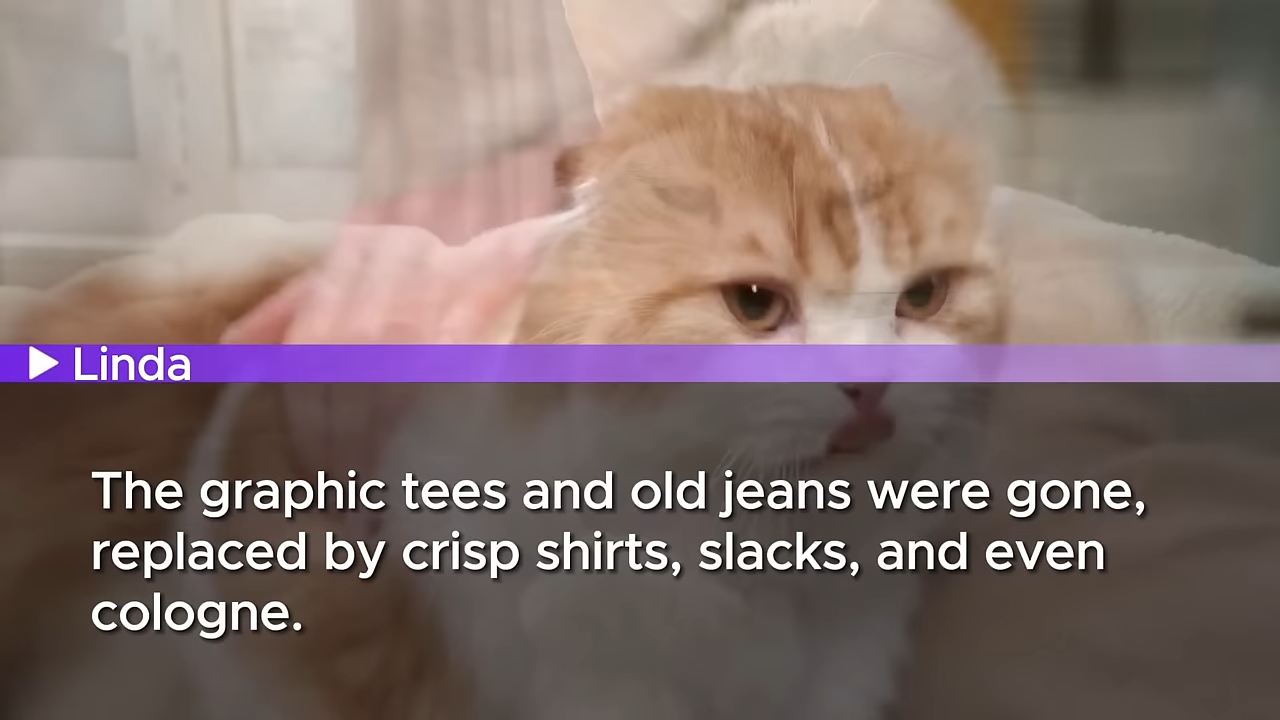 Linda
The graphic tees and old jeans were gone,
replaced by crisp shirts, slacks, and even
cologne.